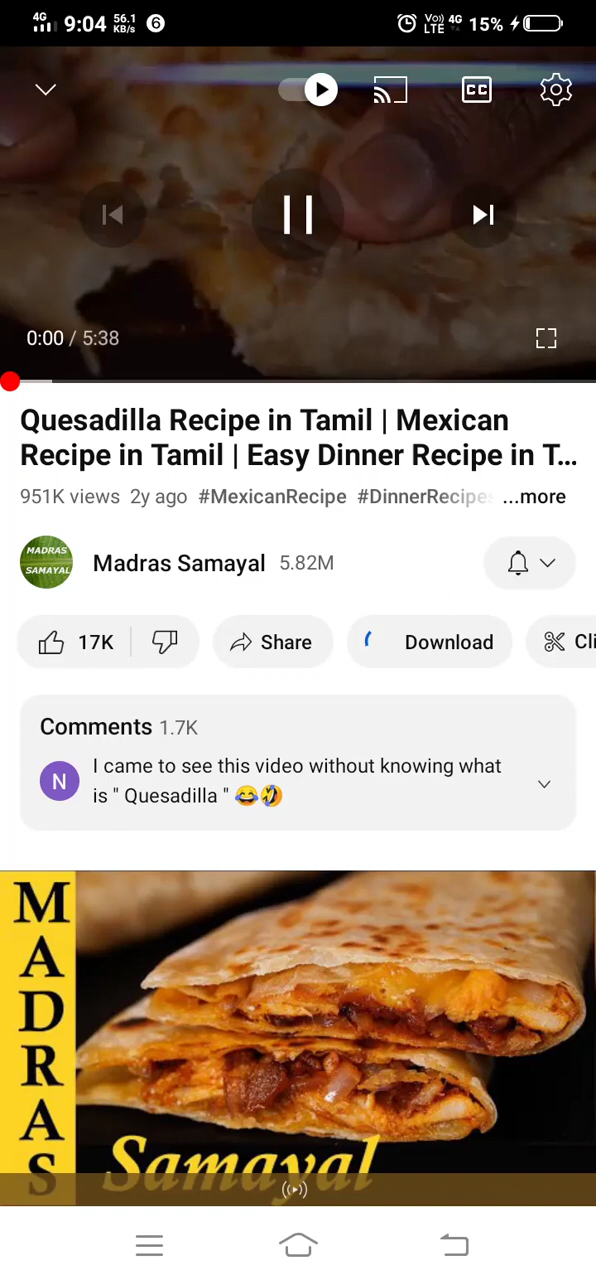 4G 9:04 56.1 KB/s 6 Vo)) LTE 4G 15%
CC
0:00 / 5:38
Quesadilla Recipe in Tamil | Mexican
Recipe in Tamil | Easy Dinner Recipe in T...
951K views 2y ago #MexicanRecipe #DinnerRecipes ...more
MADRAS
SAMAYAL
Madras Samayal 5.82M
17K Share Download Cli
Comments 1.7K
N
I came to see this video without knowing what
is " Quesadilla " 😂🤣
MADRAS
Samayal